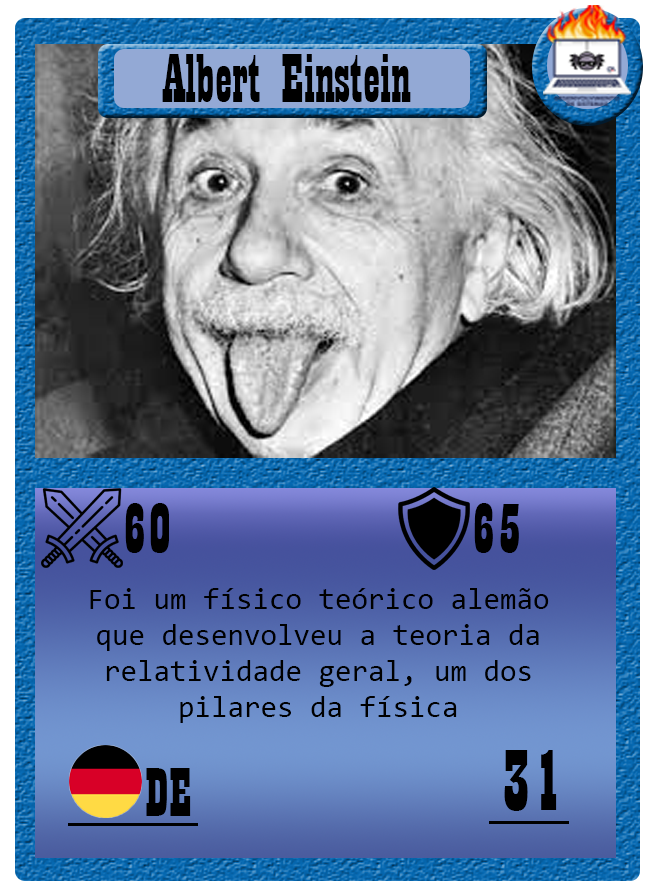 Albert Einstein
60
65
Foi um físico teórico alemão
que desenvolveu a teoria da
relatividade geral, um dos
pilares da física
DE
31